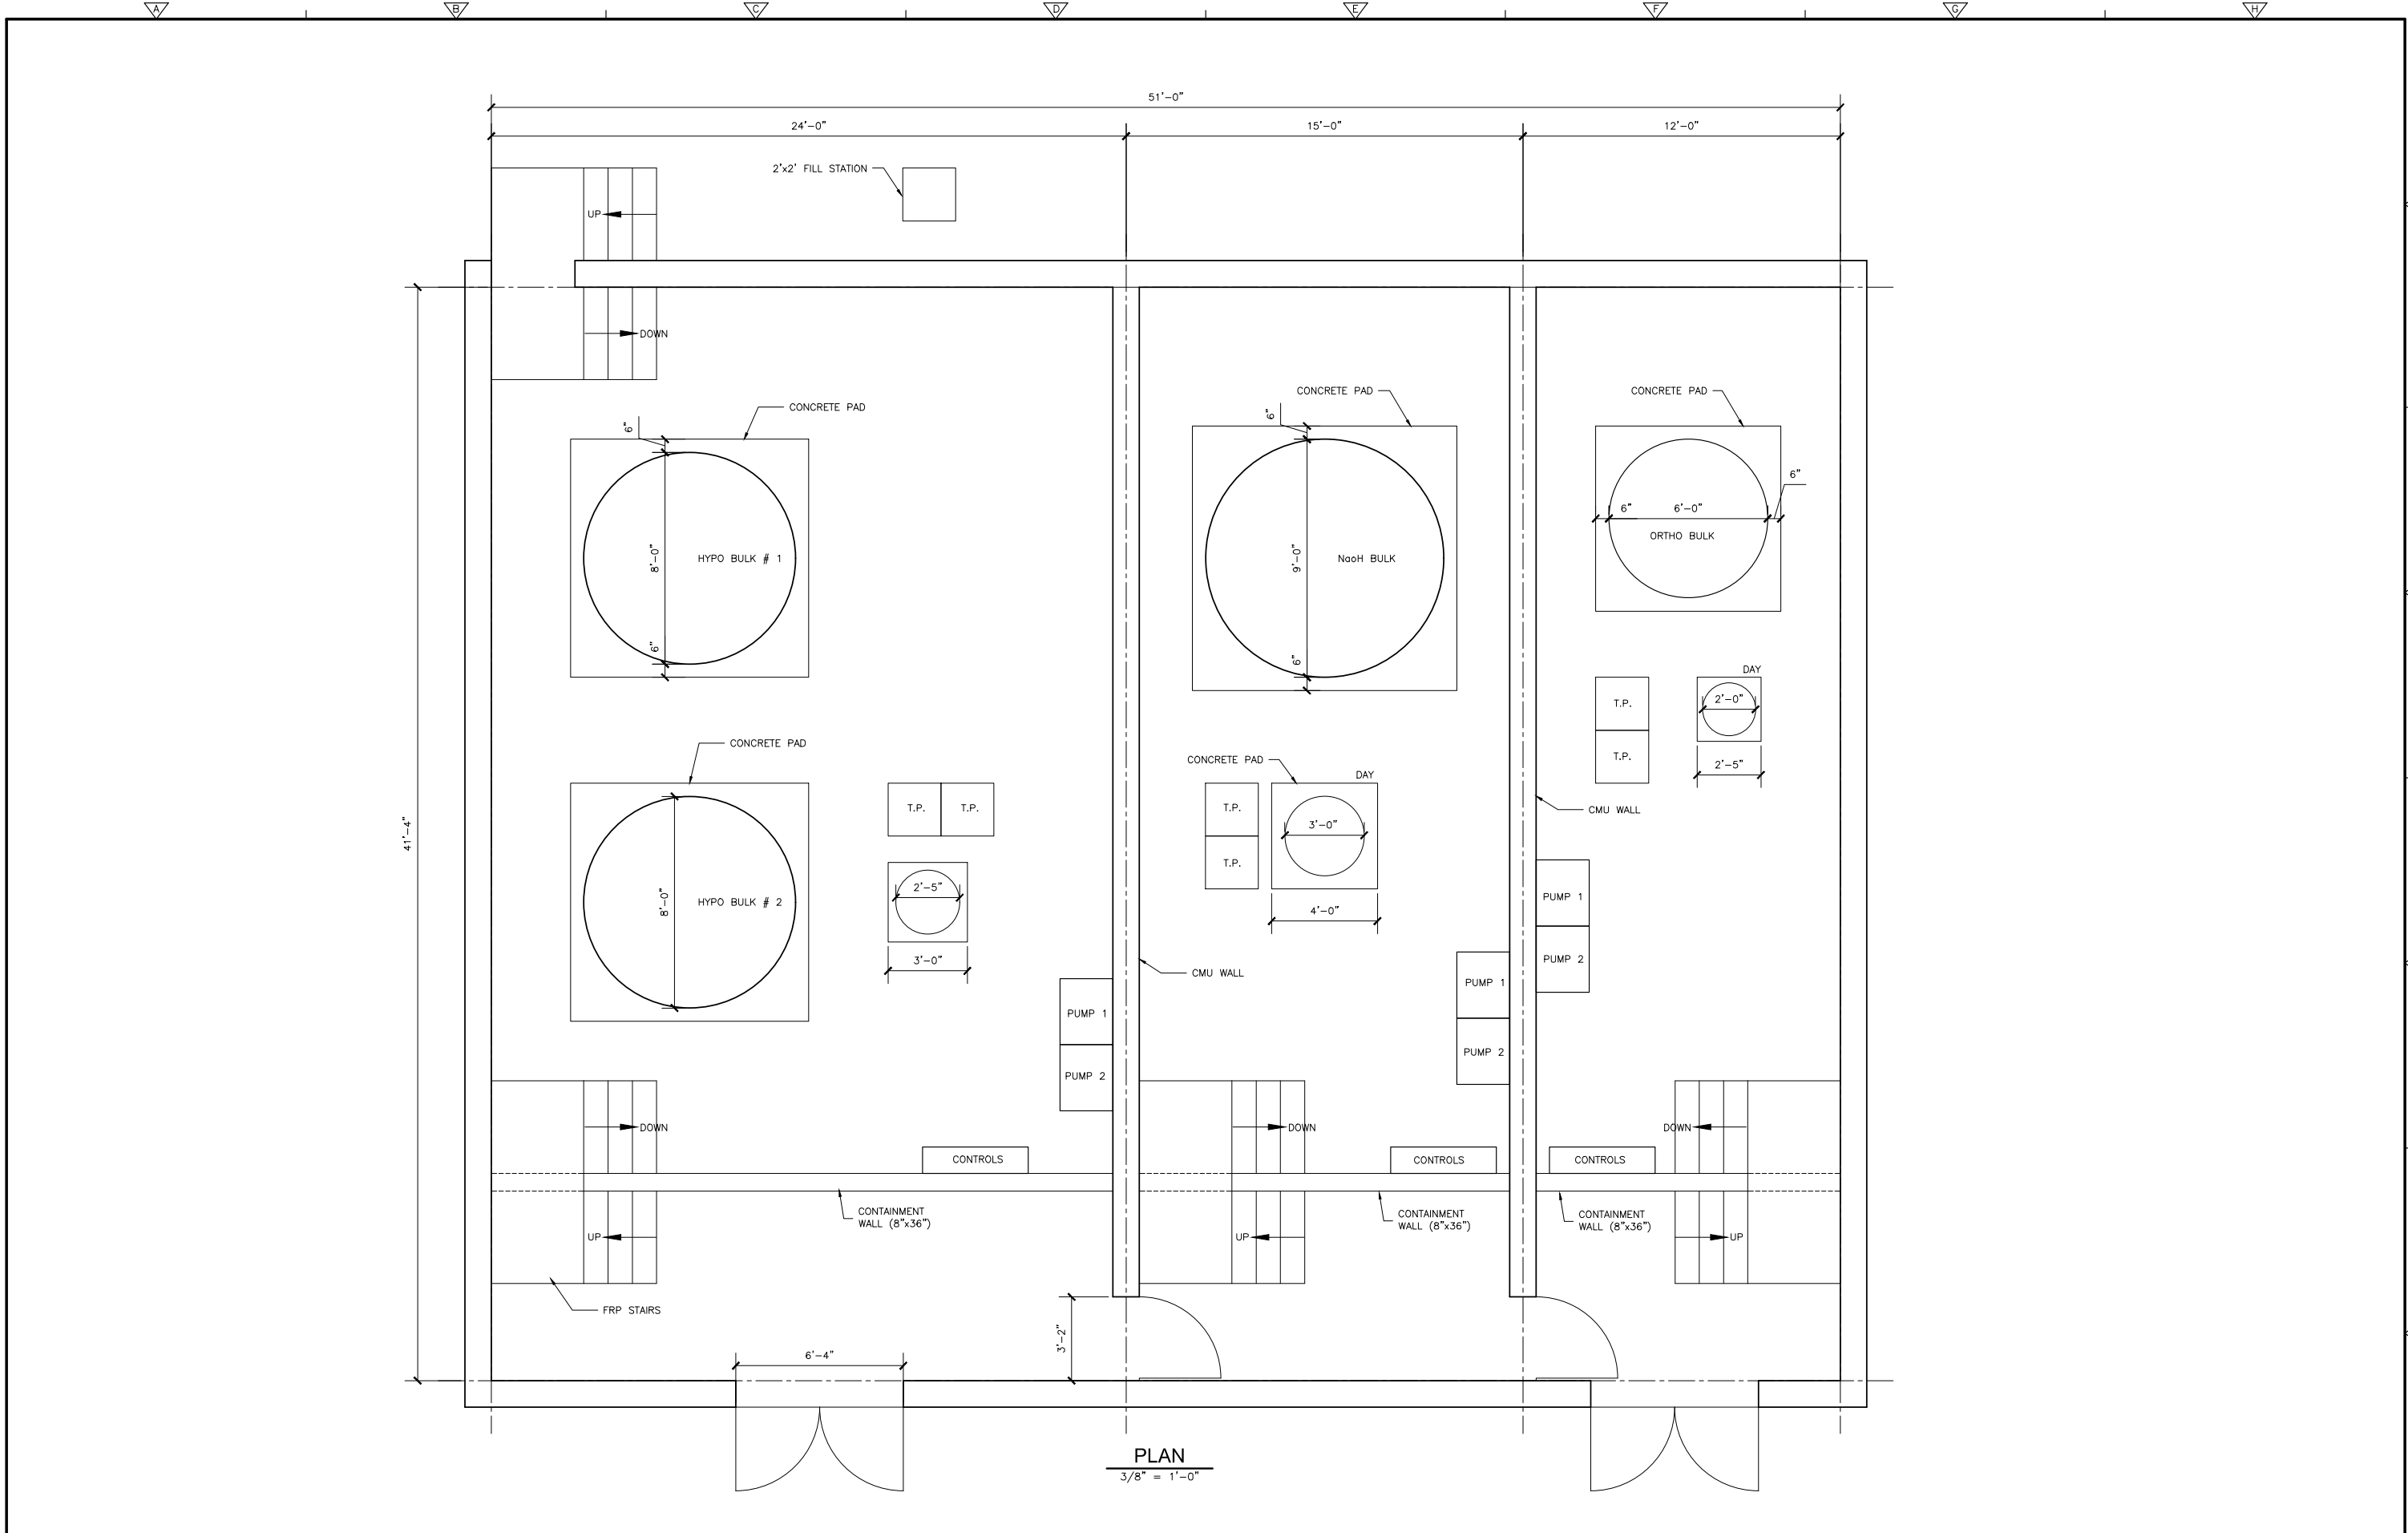 A B C D E F G H
51'-0"
24'-0" 15'-0" 12'-0"
2'x2' FILL STATION
UP
DOWN
CONCRETE PAD
CONCRETE PAD
CONCRETE PAD
6"
8'-0"
HYPO BULK # 1
6"
6"
9'-0"
NaoH BULK
6"
6"
6'-0"
6"
ORTHO BULK
DAY
2'-0"
T.P.
T.P.
2'-5"
CONCRETE PAD
CONCRETE PAD
DAY
41'-4"
T.P. T.P.
T.P.
T.P.
3'-0"
CMU WALL
8'-0"
HYPO BULK # 2
2'-5"
3'-0"
4'-0"
CMU WALL
PUMP 1
PUMP 2
PUMP 1
PUMP 2
PUMP 1
PUMP 2
DOWN
DOWN
DOWN
CONTROLS
CONTROLS
CONTROLS
CONTAINMENT
WALL (8"x36")
CONTAINMENT
WALL (8"x36")
CONTAINMENT
WALL (8"x36")
UP
UP
UP
FRP STAIRS
3'-2"
6'-4"
PLAN
3/8" = 1'-0"